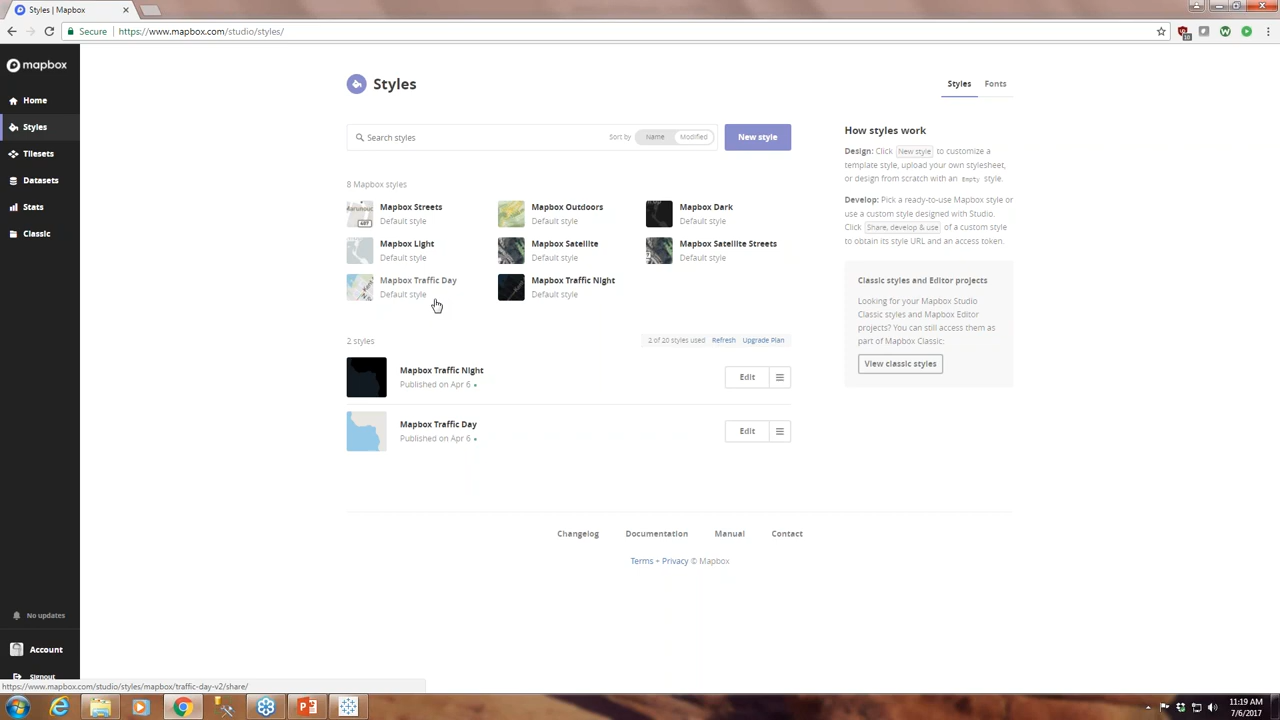 Styles | Mapbox
Secure
https://www.mapbox.com/studio/styles/
10
mapbox
Home
Styles
Tilesets
Datasets
Stats
Classic
No updates
Account
Signout
Styles
Styles
Fonts
Search styles
Sort by
Name
Modified
New style
8 Mapbox styles
Mapbox Streets
Default style
Mapbox Outdoors
Default style
Mapbox Dark
Default style
Mapbox Light
Default style
Mapbox Satellite
Default style
Mapbox Satellite Streets
Default style
Mapbox Traffic Day
Default style
Mapbox Traffic Night
Default style
2 styles
2 of 20 styles used
Refresh
Upgrade Plan
Mapbox Traffic Night
Published on Apr 6
Edit
Mapbox Traffic Day
Published on Apr 6
Edit
How styles work
Design: Click New style to customize a
template style, upload your own stylesheet,
or design from scratch with an Empty style.
Develop: Pick a ready-to-use Mapbox style or
use a custom style designed with Studio.
Click Share, develop & use of a custom style
to obtain its style URL and an access token.
Classic styles and Editor projects
Looking for your Mapbox Studio
Classic styles and Mapbox Editor
projects? You can still access them as
part of Mapbox Classic:
View classic styles
Changelog
Documentation
Manual
Contact
Terms • Privacy © Mapbox
https://www.mapbox.com/studio/styles/mapbox/traffic-day-v2/share/
11:19 AM
7/6/2017